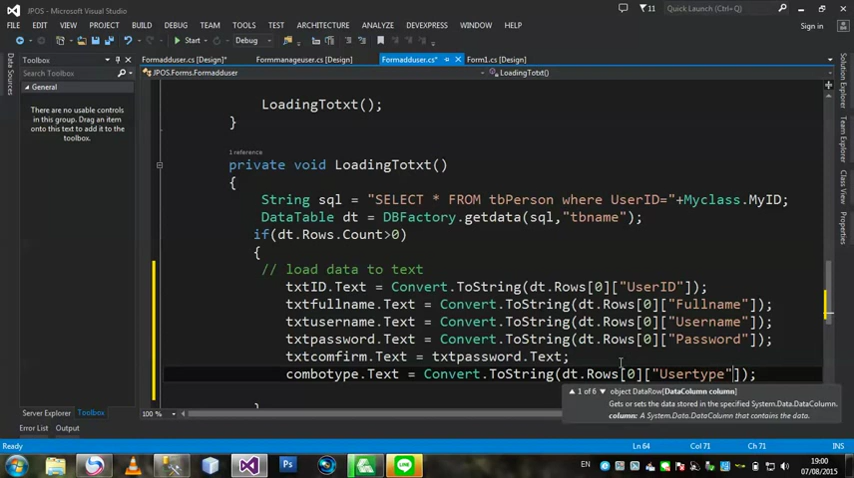 JPOS - Microsoft Visual Studio
11
Quick Launch (Ctrl+Q)
FILE EDIT VIEW PROJECT BUILD DEBUG TEAM TOOLS TEST ARCHITECTURE ANALYZE DEVEXPRESS WINDOW HELP
Sign in
Start Debug
Toolbox
Search Toolbox
General
There are no usable controls
in this group. Drag an item
onto this text to add it to the
toolbox.
Data Sources
Formadduser.cs [Design]* Formmanageuser.cs [Design] Formadduser.cs* Form1.cs [Design]
JPOS.Forms.Formadduser LoadingTotxt()
LoadingTotxt();
}
1 reference
private void LoadingTotxt()
{
String sql = "SELECT * FROM tbPerson where UserID="+Myclass.MyID;
DataTable dt = DBFactory.getdata(sql,"tbname");
if(dt.Rows.Count>0)
{
// load data to text
txtID.Text = Convert.ToString(dt.Rows[0]["UserID"]);
txtfullname.Text = Convert.ToString(dt.Rows[0]["Fullname"]);
txtusername.Text = Convert.ToString(dt.Rows[0]["Username"]);
txtpassword.Text = Convert.ToString(dt.Rows[0]["Password"]);
txtcomfirm.Text = txtpassword.Text;
combotype.Text = Convert.ToString(dt.Rows[0]["Usertype"]);
▲ 1 of 6 ▼ object DataRow[DataColumn column]
Gets or sets the data stored in the specified System.Data.DataColumn.
column: A System.Data.DataColumn that contains the data.
}
Solution Explorer
Class View
Properties
100 %
Server Explorer Toolbox
Error List Output
Ln 64 Col 71 Ch 71 INS
EN
19:00
07/08/2015